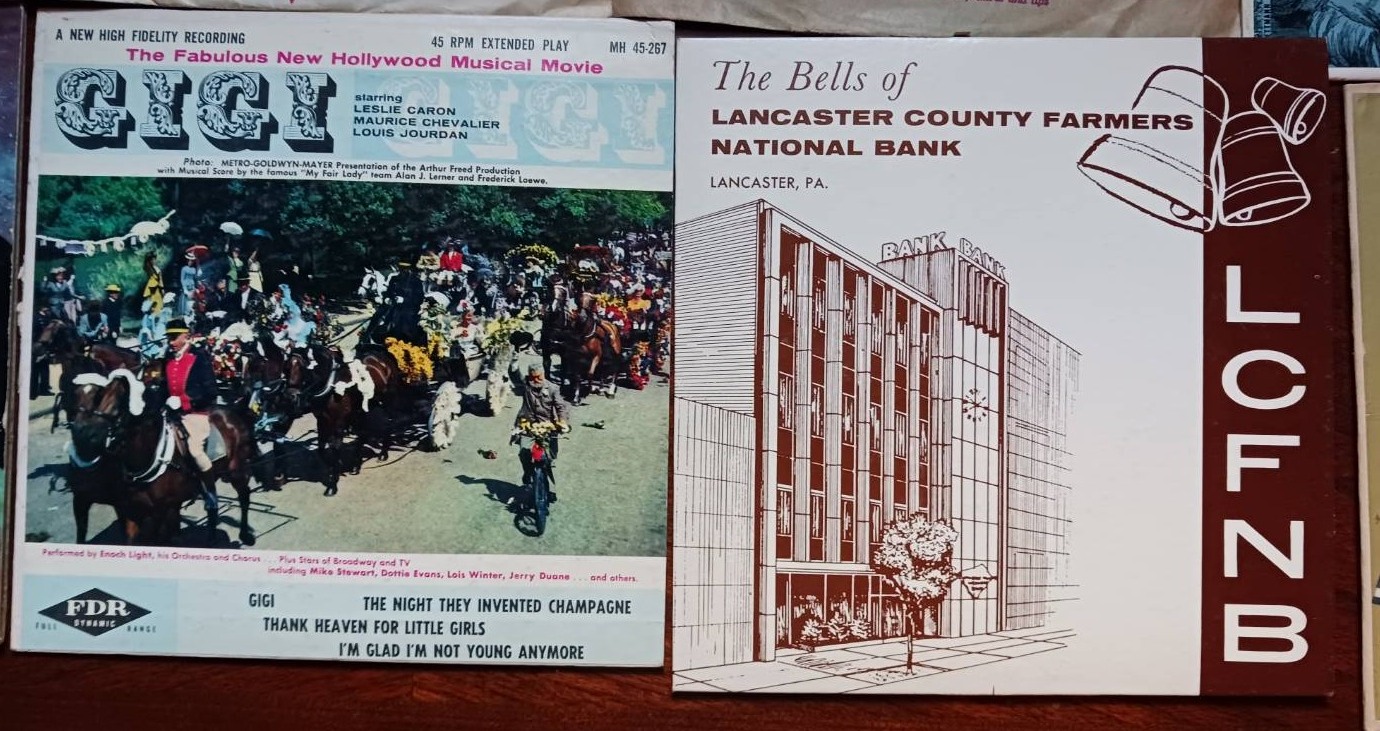 A NEW HIGH FIDELITY RECORDING 45 RPM EXTENDED PLAY MH 45-267
The Fabulous New Hollywood Musical Movie
GIGI GIGI
starring
LESLIE CARON
MAURICE CHEVALIER
LOUIS JOURDAN
Photo: METRO-GOLDWYN-MAYER Presentation of the Arthur Freed Production
with Musical Score by the famous "My Fair Lady" team Alan J. Lerner and Frederick Loewe.
Performed by Enoch Light, his Orchestra and Chorus . . . Plus Stars of Broadway and TV
including Mike Stewart, Dottie Evans, Lois Winter, Jerry Duane . . . and others.
FDR
FULL DYNAMIC RANGE
GIGI THE NIGHT THEY INVENTED CHAMPAGNE
THANK HEAVEN FOR LITTLE GIRLS
I'M GLAD I'M NOT YOUNG ANYMORE
The Bells of
LANCASTER COUNTY FARMERS
NATIONAL BANK
LANCASTER, PA.
BANK BANK
L
C
F
N
B